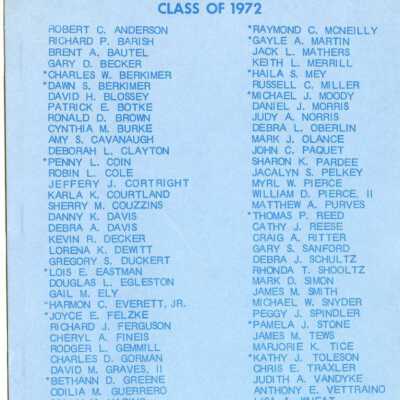 CLASS OF 1972
ROBERT C. ANDERSON
RICHARD P. BARISH
BRENT A. BAUTEL
GARY D. BECKER
*CHARLES W. BERKIMER
*DAWN S. BERKIMER
DAVID H. BLOSSEY
PATRICK E. BOTKE
RONALD D. BROWN
CYNTHIA M. BURKE
AMY S. CAVANAUGH
DEBORAH L. CLAYTON
*PENNY L. COIN
ROBIN L. COLE
JEFFERY J. CORTRIGHT
KARLA K. COURTLAND
SHERRY M. COUZZINS
DANNY K. DAVIS
DEBRA A. DAVIS
KEVIN R. DECKER
LORENA K. DEWITT
GREGORY S. DUCKERT
*LOIS E. EASTMAN
DOUGLAS L. EGLESTON
GAIL M. ELY
*HARMON C. EVERETT, JR.
*JOYCE E. FELZKE
RICHARD J. FERGUSON
CHERYL A. FINEIS
RODGER L. GEMMILL
CHARLES D. GORMAN
DAVID M. GRAVES, II
*BETHANN D. GREENE
ODILIA M. GUERRERO
*RAYMOND C. MCNEILLY
*GAYLE A. MARTIN
JACK L. MATHERS
KEITH L. MERRILL
*HAILA S. MEY
RUSSELL C. MILLER
*MICHAEL J. MOODY
DANIEL J. MORRIS
JUDY A. NORRIS
DEBRA L. OBERLIN
MARK J. OLANCE
JOHN C. PAQUET
SHARON K. PARDEE
JACALYN S. PELKEY
MYRL W. PIERCE
WILLIAM D. PIERCE, II
MATTHEW A. PURVES
*THOMAS P. REED
CATHY J. REESE
CRAIG A. RITTER
GARY S. SANFORD
DEBRA J. SCHULTZ
RHONDA T. SHOOLTZ
MARK D. SIMON
JAMES M. SMITH
MICHAEL W. SNYDER
PEGGY J. SPINDLER
*PAMELA J. STONE
JAMES M. TEWS
MARJORIE K. TICE
*KATHY J. TOLESON
CHRIS E. TRAXLER
JUDITH A. VANDYKE
ANTHONY E. VETTRAINO